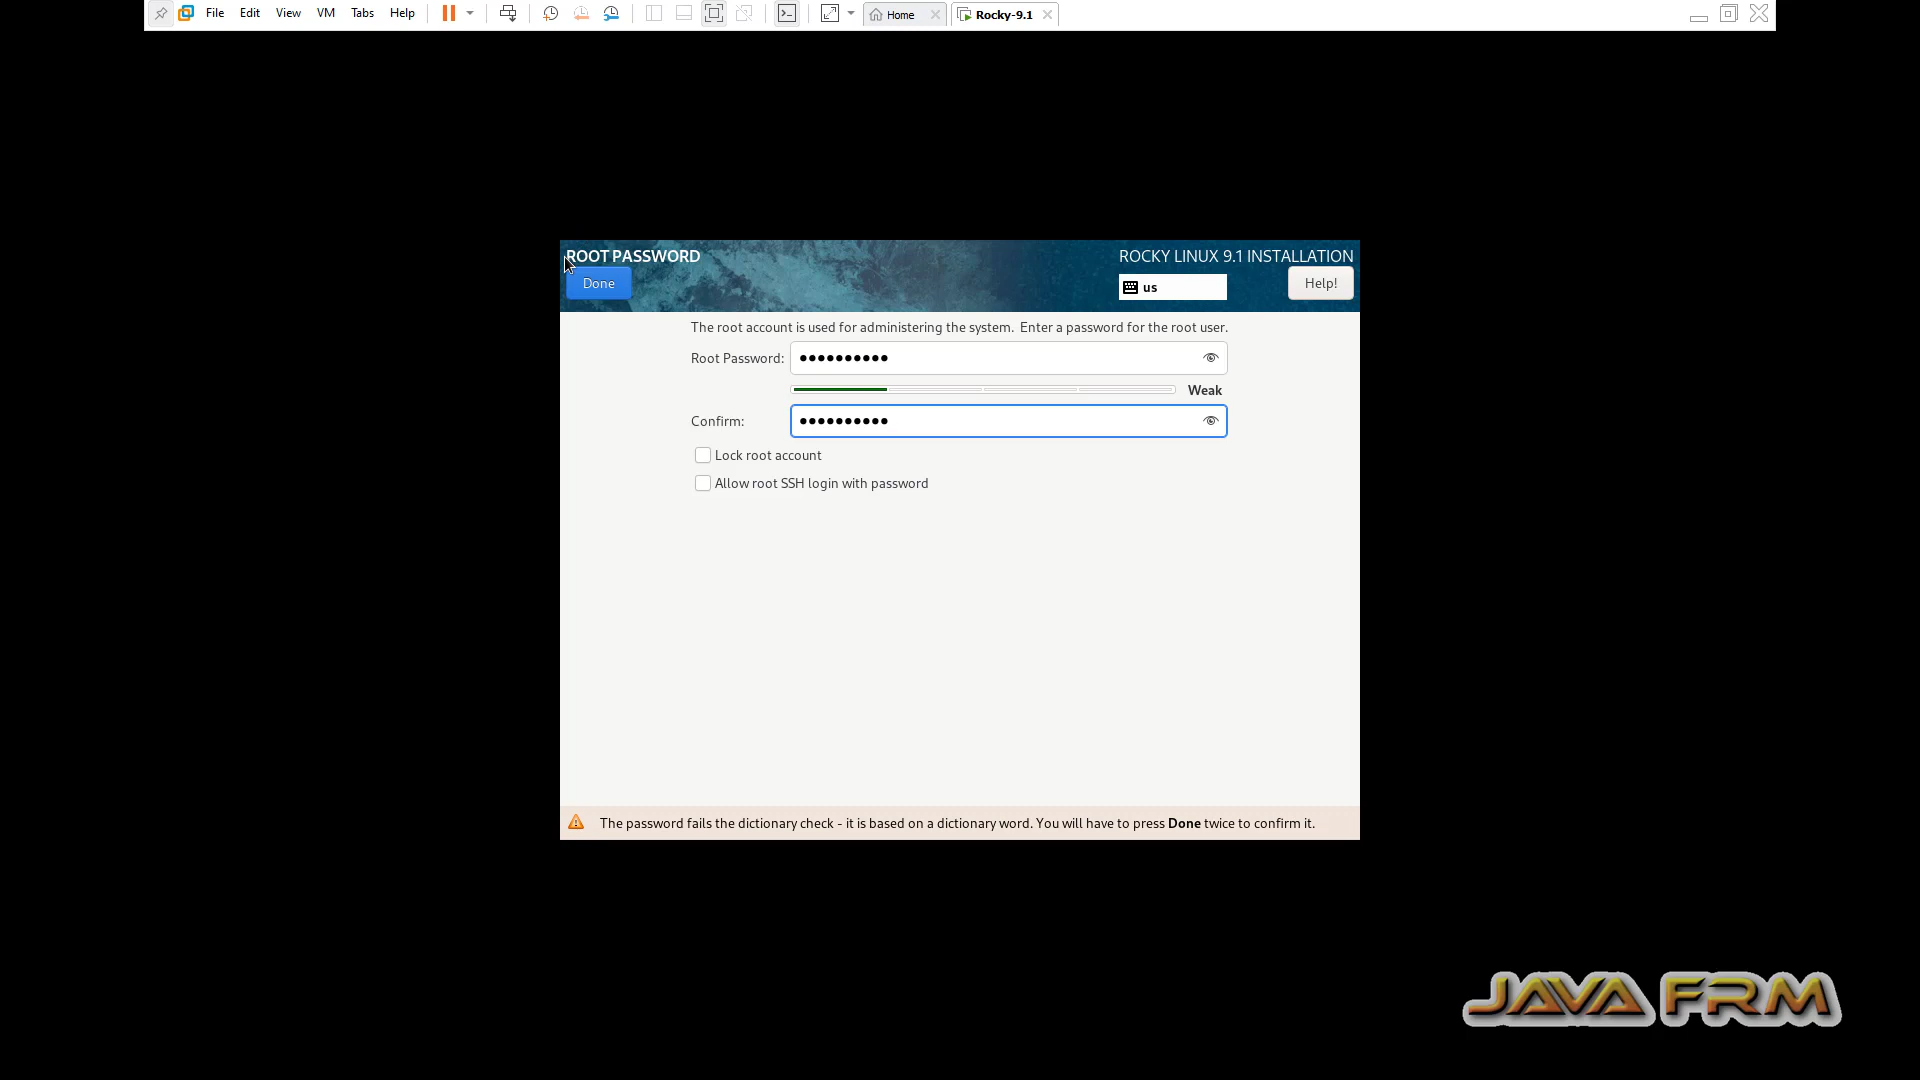 File Edit View VM Tabs Help Home Rocky-9.1
ROOT PASSWORD
ROCKY LINUX 9.1 INSTALLATION
Done
us
Help!
The root account is used for administering the system. Enter a password for the root user.
Root Password: ●●●●●●●●●●
Weak
Confirm: ●●●●●●●●●●
Lock root account
Allow root SSH login with password
The password fails the dictionary check - it is based on a dictionary word. You will have to press Done twice to confirm it.
JAVA FRM